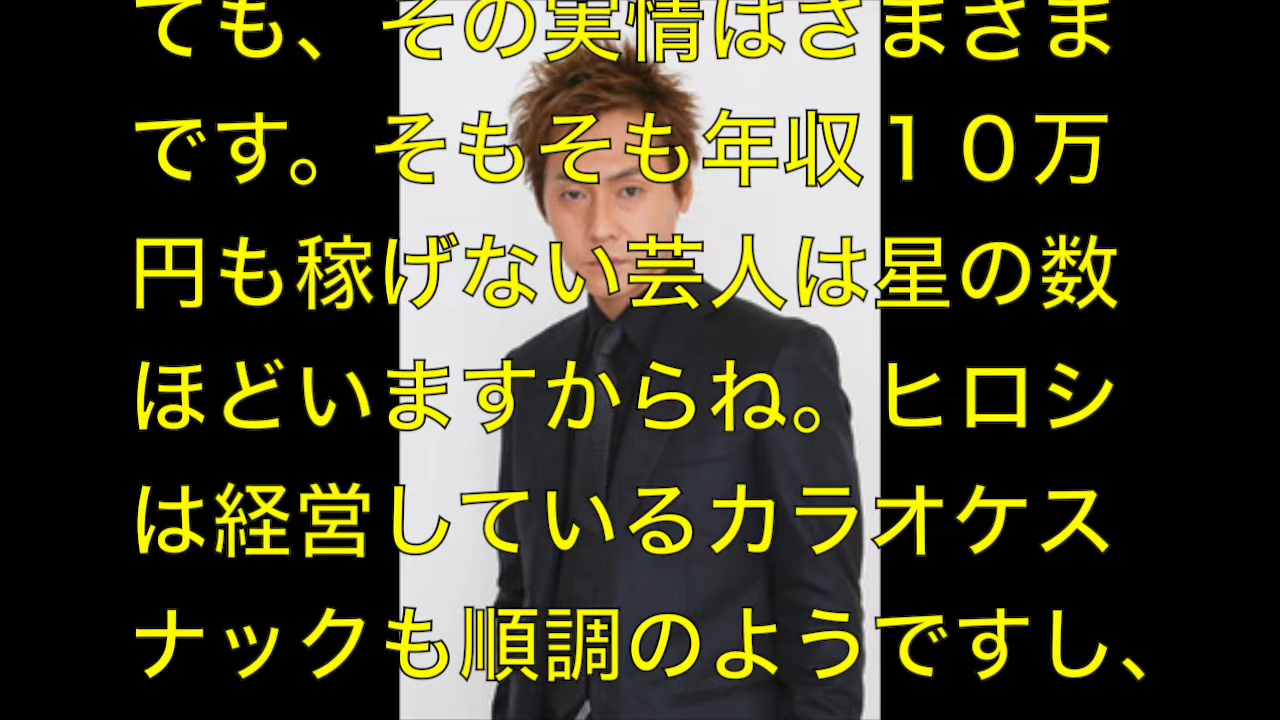 ても、その実情はさまざま
です。そもそも年収１０万
円も稼げない芸人は星の数
ほどいますからね。ヒロシ
は経営しているカラオケス
ナックも順調のようですし、